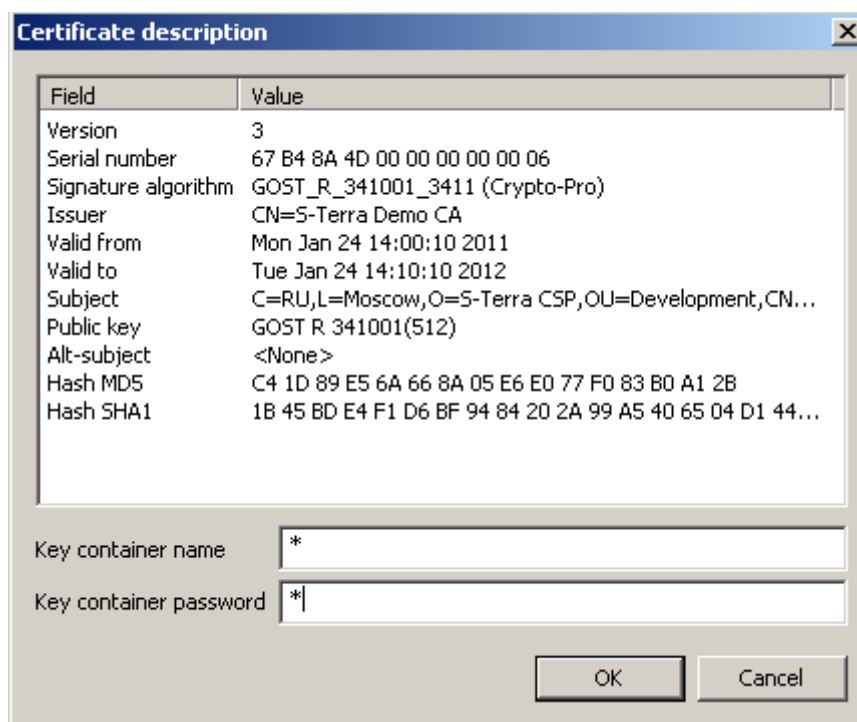 Certificate description
Field Value
Version 3
Serial number 67 B4 8A 4D 00 00 00 00 00 06
Signature algorithm GOST_R_341001_3411 (Crypto-Pro)
Issuer CN=S-Terra Demo CA
Valid from Mon Jan 24 14:00:10 2011
Valid to Tue Jan 24 14:10:10 2012
Subject C=RU,L=Moscow,O=S-Terra CSP,OU=Development,CN...
Public key GOST R 341001(512)
Alt-subject <None>
Hash MD5 C4 1D 89 E5 6A 66 8A 05 E6 E0 77 F0 83 B0 A1 2B
Hash SHA1 1B 45 BD E4 F1 D6 BF 94 84 20 2A 99 A5 40 65 04 D1 44...
Key container name *
Key container password *
OK Cancel